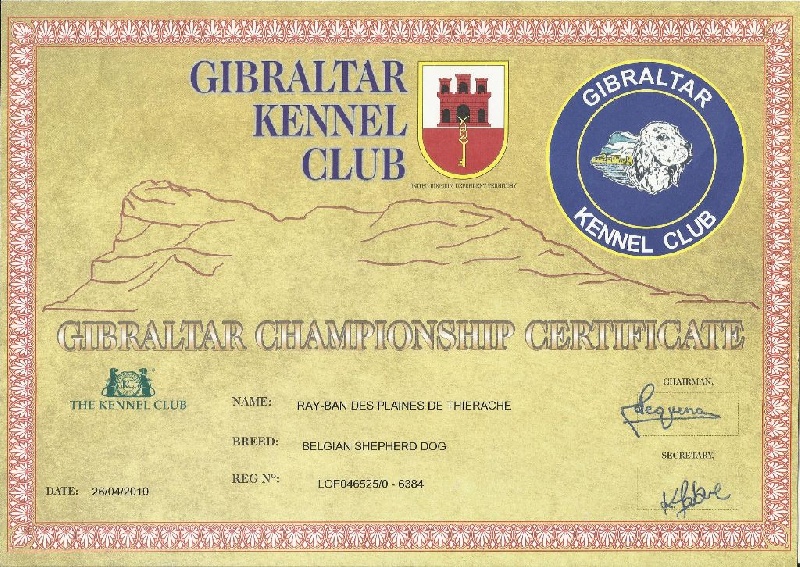 GIBRALTAR
KENNEL
CLUB
GIBRALTAR
KENNEL CLUB
GIBRALTAR CHAMPIONSHIP CERTIFICATE
THE KENNEL CLUB
NAME: RAY-BAN DES PLAINES DE THIERACHE
BREED: BELGIAN SHEPHERD DOG
REG Nº: LOF046525/0 - 6384
DATE: 26/04/2010
CHAIRMAN,
SECRETARY,